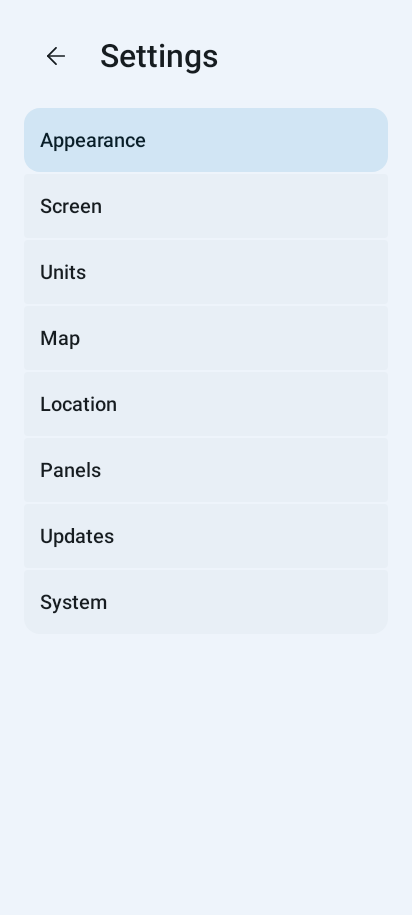 Settings
Appearance
Screen
Units
Map
Location
Panels
Updates
System